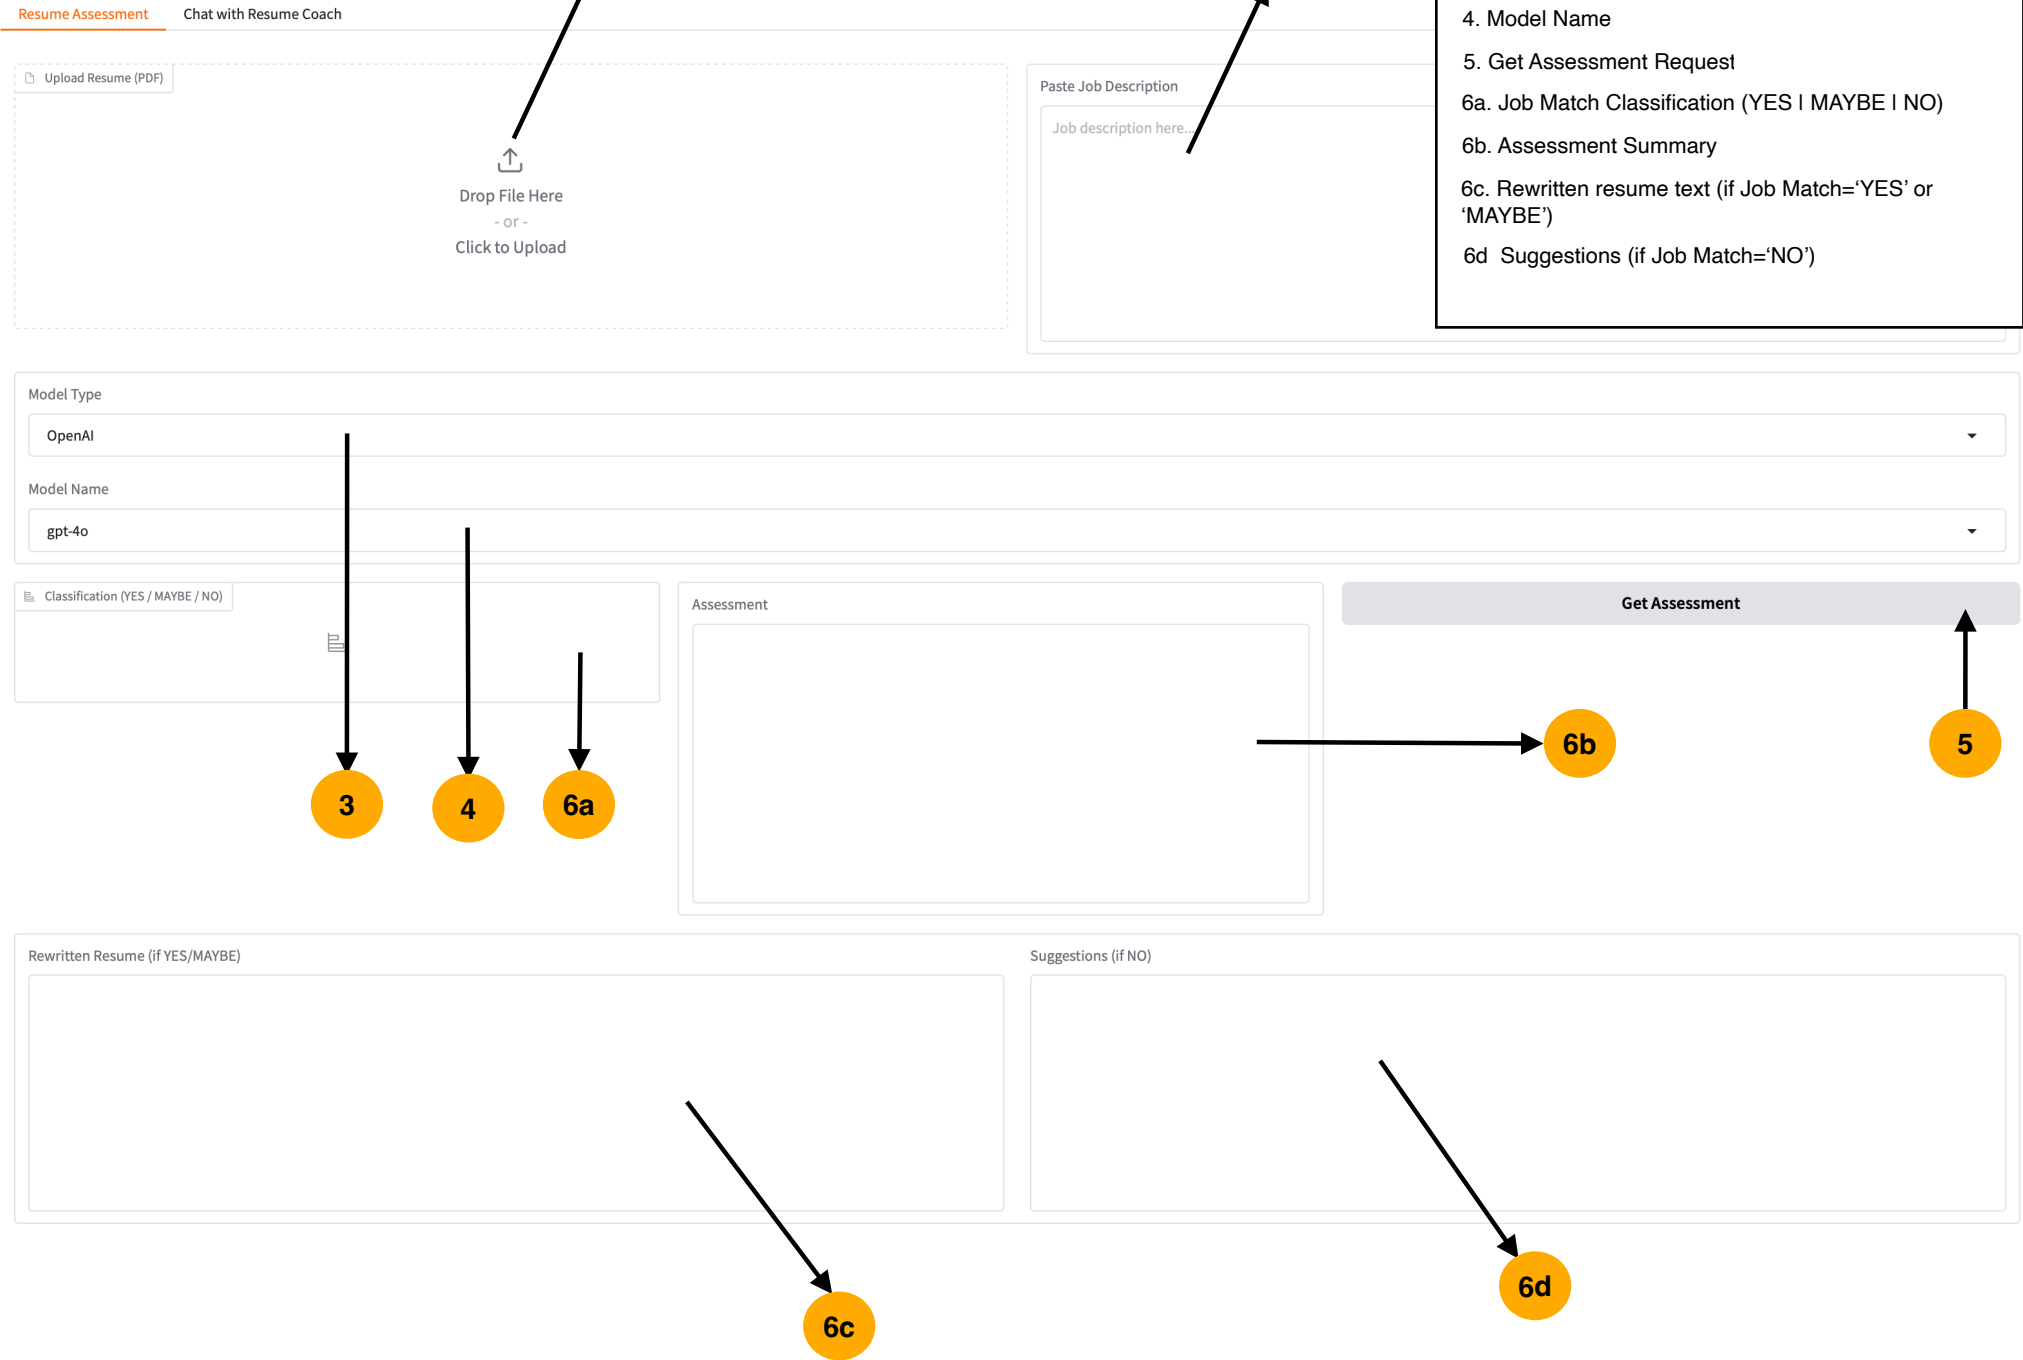 Resume Assessment
Chat with Resume Coach
4. Model Name
5. Get Assessment Request
6a. Job Match Classification (YES | MAYBE | NO)
6b. Assessment Summary
6c. Rewritten resume text (if Job Match=‘YES’ or
‘MAYBE’)
6d Suggestions (if Job Match=‘NO’)
Upload Resume (PDF)
Drop File Here
- or -
Click to Upload
Paste Job Description
Job description here...
Model Type
OpenAI
Model Name
gpt-4o
Classification (YES / MAYBE / NO)
Assessment
Get Assessment
3
4
6a
6b
5
Rewritten Resume (if YES/MAYBE)
Suggestions (if NO)
6c
6d